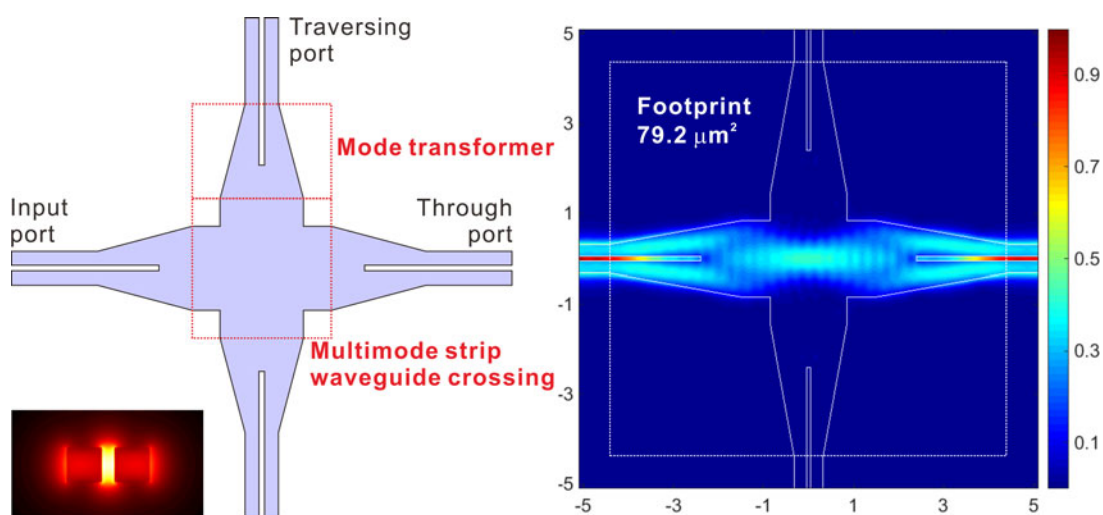 Traversing
port
Mode transformer
Input
port
Through
port
Multimode strip
waveguide crossing
Footprint
79.2 μm²
5
3
1
-1
-3
-5
-5
-3
-1
1
3
5
0.9
0.7
0.5
0.3
0.1